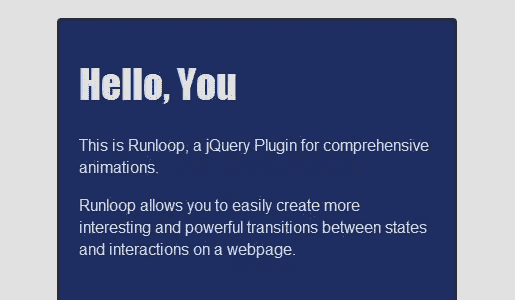 Hello, You
This is Runloop, a jQuery Plugin for comprehensive
animations.
Runloop allows you to easily create more
interesting and powerful transitions between states
and interactions on a webpage.